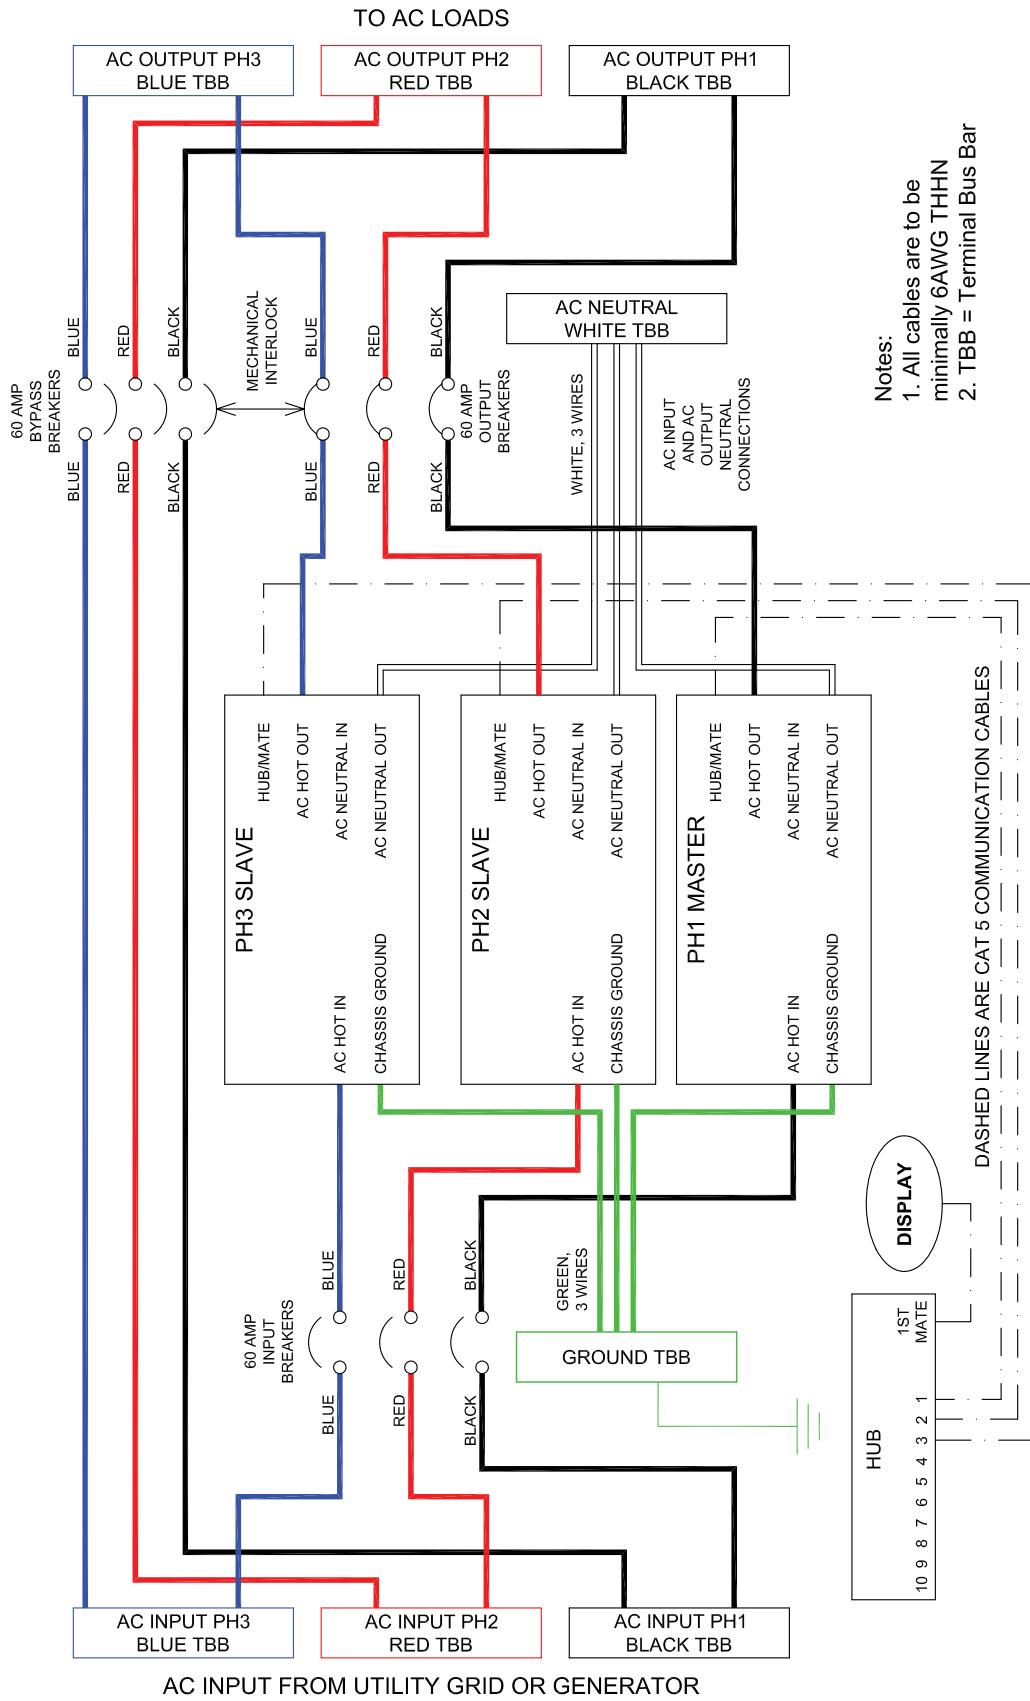 TO AC LOADS
AC OUTPUT PH3
BLUE TBB
AC OUTPUT PH2
RED TBB
AC OUTPUT PH1
BLACK TBB
Notes:
1. All cables are to be
minimally 6AWG THHN
2. TBB = Terminal Bus Bar
AC NEUTRAL
WHITE TBB
60 AMP
BYPASS
BREAKERS
BLUE
RED
BLACK
MECHANICAL
INTERLOCK
BLUE
RED
BLACK
60 AMP
OUTPUT
BREAKERS
BLUE
RED
BLACK
BLUE
RED
BLACK
WHITE, 3 WIRES
AC INPUT
AND AC
OUTPUT
NEUTRAL
CONNECTIONS
PH3 SLAVE
HUB/MATE
AC HOT OUT
AC NEUTRAL IN
AC NEUTRAL OUT
AC HOT IN
CHASSIS GROUND
PH2 SLAVE
HUB/MATE
AC HOT OUT
AC NEUTRAL IN
AC NEUTRAL OUT
AC HOT IN
CHASSIS GROUND
PH1 MASTER
HUB/MATE
AC HOT OUT
AC NEUTRAL IN
AC NEUTRAL OUT
AC HOT IN
CHASSIS GROUND
DASHED LINES ARE CAT 5 COMMUNICATION CABLES
DISPLAY
60 AMP
INPUT
BREAKERS
BLUE
RED
BLACK
BLUE
RED
BLACK
GREEN,
3 WIRES
GROUND TBB
HUB
1ST
MATE
10 9 8 7 6 5 4 3 2 1
AC INPUT PH3
BLUE TBB
AC INPUT PH2
RED TBB
AC INPUT PH1
BLACK TBB
AC INPUT FROM UTILITY GRID OR GENERATOR